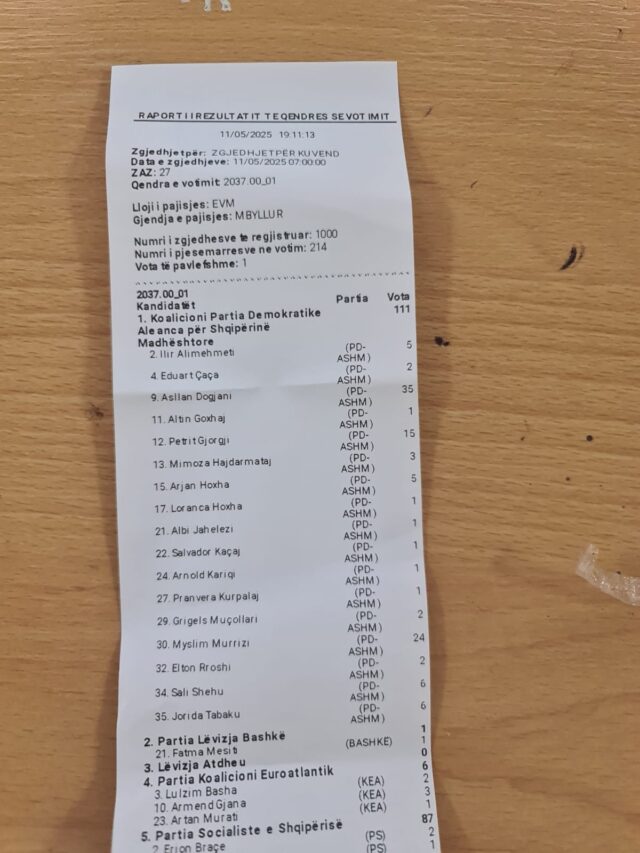 RAPORTI I REZULTATIT TE QENDRES SE VOTIMIT
11/05/2025 19:11:13
Zgjedhjet për: ZGJEDHJET PËR KUVEND
Data e zgjedhjeve: 11/05/2025 07:00:00
ZAZ: 27
Qendra e votimit: 2037.00_01
Lloji i pajisjes: EVM
Gjendja e pajisjes: MBYLLUR
Numri i zgjedhesve te regjistruar: 1000
Numri i pjesemarresve ne votim: 214
Vota të pavlefshme: 1
2037.00_01
Kandidatët Partia Vota
1. Koalicioni Partia Demokratike 111
Aleanca për Shqipërinë
Madhështore
2. Ilir Alimehmeti (PD- 5
ASHM)
4. Eduart Çaça (PD- 2
ASHM)
9. Asllan Dogjani (PD- 35
ASHM)
11. Altin Goxhaj (PD- 1
ASHM)
12. Petrit Gjorgji (PD- 15
ASHM)
13. Mimoza Hajdarmataj (PD- 3
ASHM)
15. Arjan Hoxha (PD- 5
ASHM)
17. Loranca Hoxha (PD- 1
ASHM)
21. Albi Jahelezi (PD- 1
ASHM)
22. Salvador Kaçaj (PD- 1
ASHM)
24. Arnold Kariqi (PD- 1
ASHM)
27. Pranvera Kurpalaj (PD- 1
ASHM)
29. Grigels Muçollari (PD- 2
ASHM)
30. Myslim Murrizi (PD- 24
ASHM)
32. Elton Rroshi (PD- 2
ASHM)
34. Sali Shehu (PD- 6
ASHM)
35. Jorida Tabaku (PD- 6
ASHM)
2. Partia Lëvizja Bashkë 1
21. Fatma Mesiti (BASHKË) 1
3. Lëvizja Atdheu 0
4. Partia Koalicioni Euroatlantik 6
3. Lulzim Basha (KEA) 2
10. Armend Gjana (KEA) 3
23. Artan Murati (KEA) 1
5. Partia Socialiste e Shqipërisë 87
2. Erion Braçe (PS) 2
(PS) 1